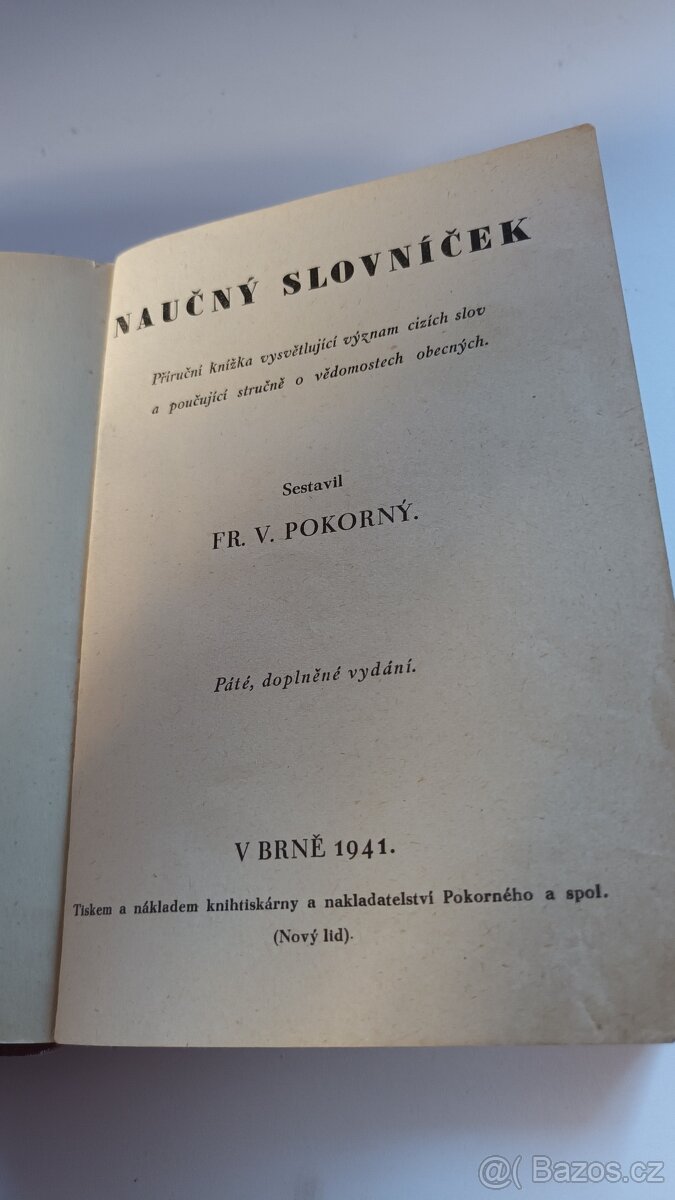 NAUČNÝ SLOVNÍČEK
Příruční knížka vysvětlující význam cizích slov
a poučující stručně o vědomostech obecných.
Sestavil
FR. V. POKORNÝ.
Páté, doplněné vydání.
V BRNĚ 1941.
Tiskem a nákladem knihtiskárny a nakladatelství Pokorného a spol.
(Nový lid).
@( Bazos.cz